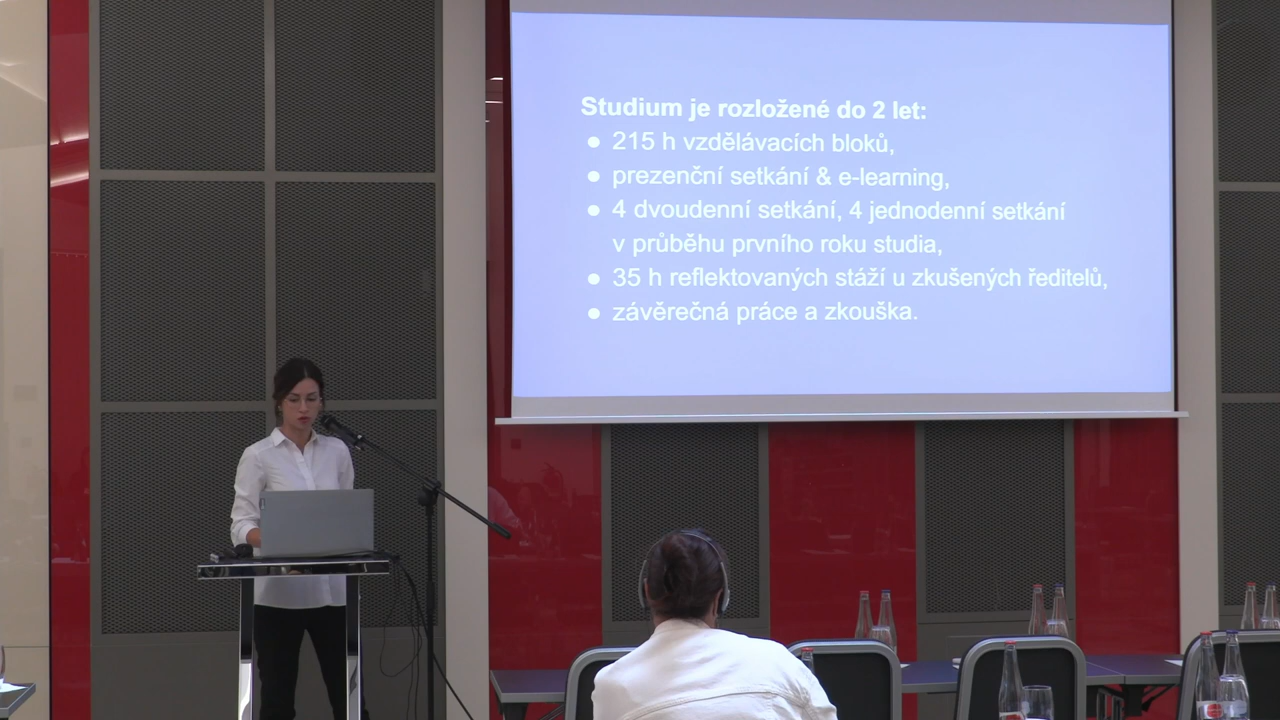 Studium je rozložené do 2 let:
● 215 h vzdělávacích bloků,
● prezenční setkání & e-learning,
● 4 dvoudenní setkání, 4 jednodenní setkání
v průběhu prvního roku studia,
● 35 h reflektovaných stáží u zkušených ředitelů,
● závěrečná práce a zkouška.